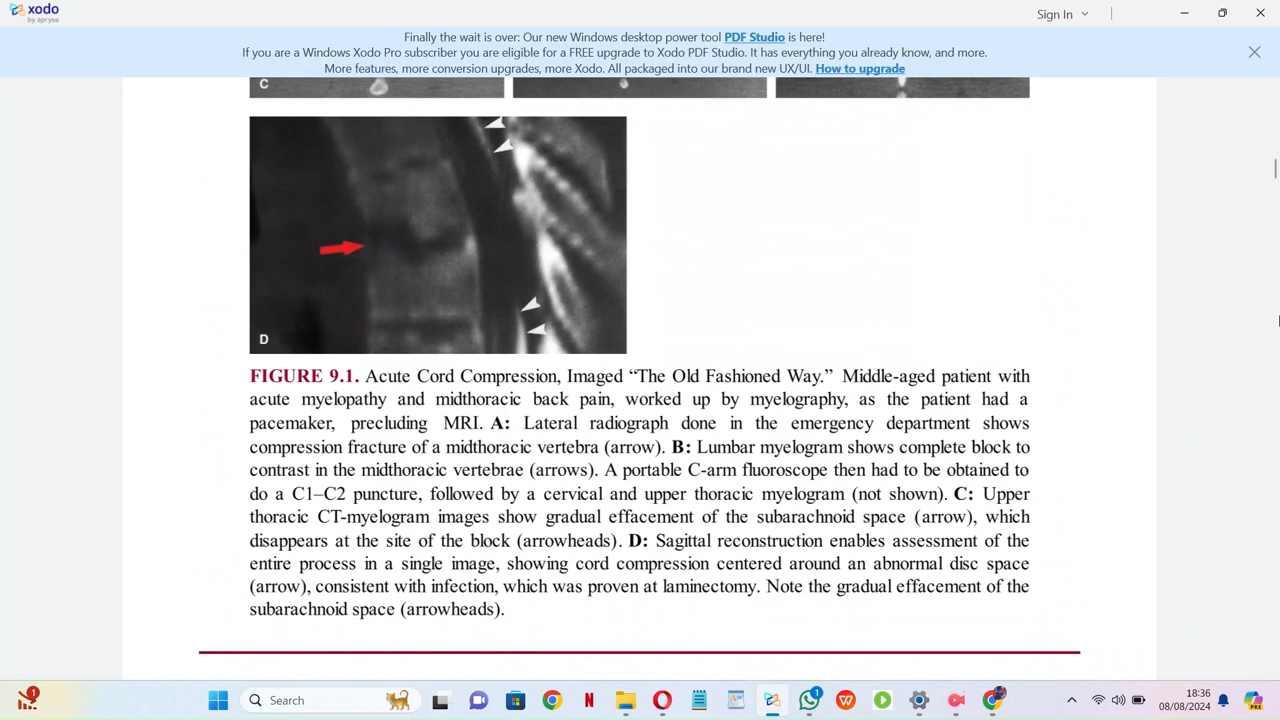 xodo
by apryse
Sign In
Finally the wait is over: Our new Windows desktop power tool PDF Studio is here!
If you are a Windows Xodo Pro subscriber you are eligible for a FREE upgrade to Xodo PDF Studio. It has everything you already know, and more.
More features, more conversion upgrades, more Xodo. All packaged into our brand new UX/UI. How to upgrade
C
D
FIGURE 9.1. Acute Cord Compression, Imaged “The Old Fashioned Way.” Middle-aged patient with
acute myelopathy and midthoracic back pain, worked up by myelography, as the patient had a
pacemaker, precluding MRI. A: Lateral radiograph done in the emergency department shows
compression fracture of a midthoracic vertebra (arrow). B: Lumbar myelogram shows complete block to
contrast in the midthoracic vertebrae (arrows). A portable C-arm fluoroscope then had to be obtained to
do a C1–C2 puncture, followed by a cervical and upper thoracic myelogram (not shown). C: Upper
thoracic CT-myelogram images show gradual effacement of the subarachnoid space (arrow), which
disappears at the site of the block (arrowheads). D: Sagittal reconstruction enables assessment of the
entire process in a single image, showing cord compression centered around an abnormal disc space
(arrow), consistent with infection, which was proven at laminectomy. Note the gradual effacement of the
subarachnoid space (arrowheads).
1
Search
N
1
W
18:36
08/08/2024